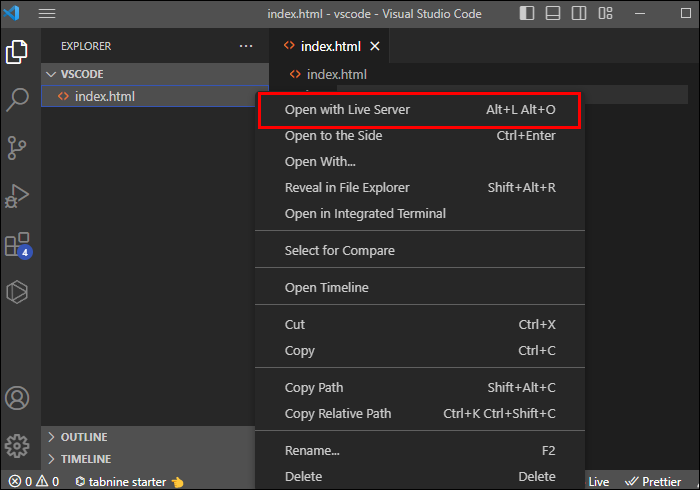 index.html - vscode - Visual Studio Code
EXPLORER
index.html
VSCODE
index.html
index.html
Open with Live Server Alt+L Alt+O
Open to the Side Ctrl+Enter
Open With...
Reveal in File Explorer Shift+Alt+R
Open in Integrated Terminal
Select for Compare
Open Timeline
Cut Ctrl+X
Copy Ctrl+C
Copy Path Shift+Alt+C
Copy Relative Path Ctrl+K Ctrl+Shift+C
Rename... F2
Delete Delete
4
OUTLINE
TIMELINE
0 0 tabnine starter Live Prettier